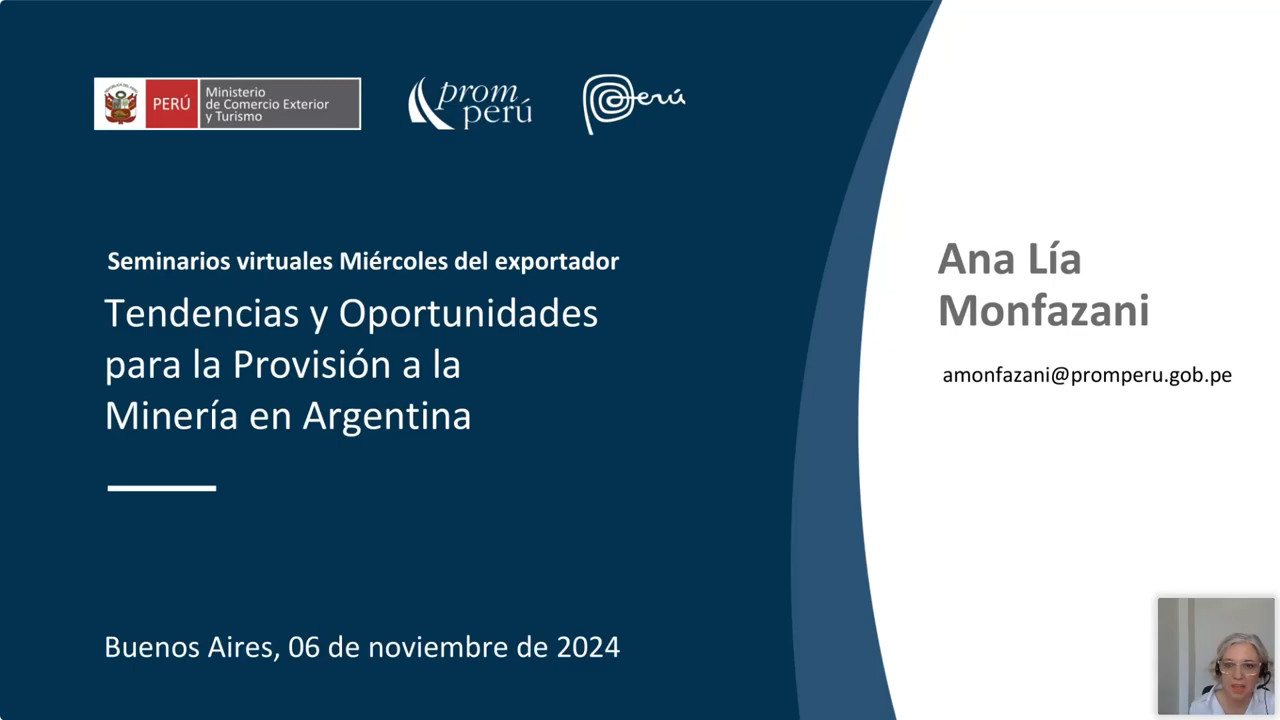 PERÚ
Ministerio
de Comercio Exterior
y Turismo
prom
perú
Perú
Seminarios virtuales Miércoles del exportador
Tendencias y Oportunidades
para la Provisión a la
Minería en Argentina
Buenos Aires, 06 de noviembre de 2024
Ana Lía
Monfazani
amonfazani@promperu.gob.pe